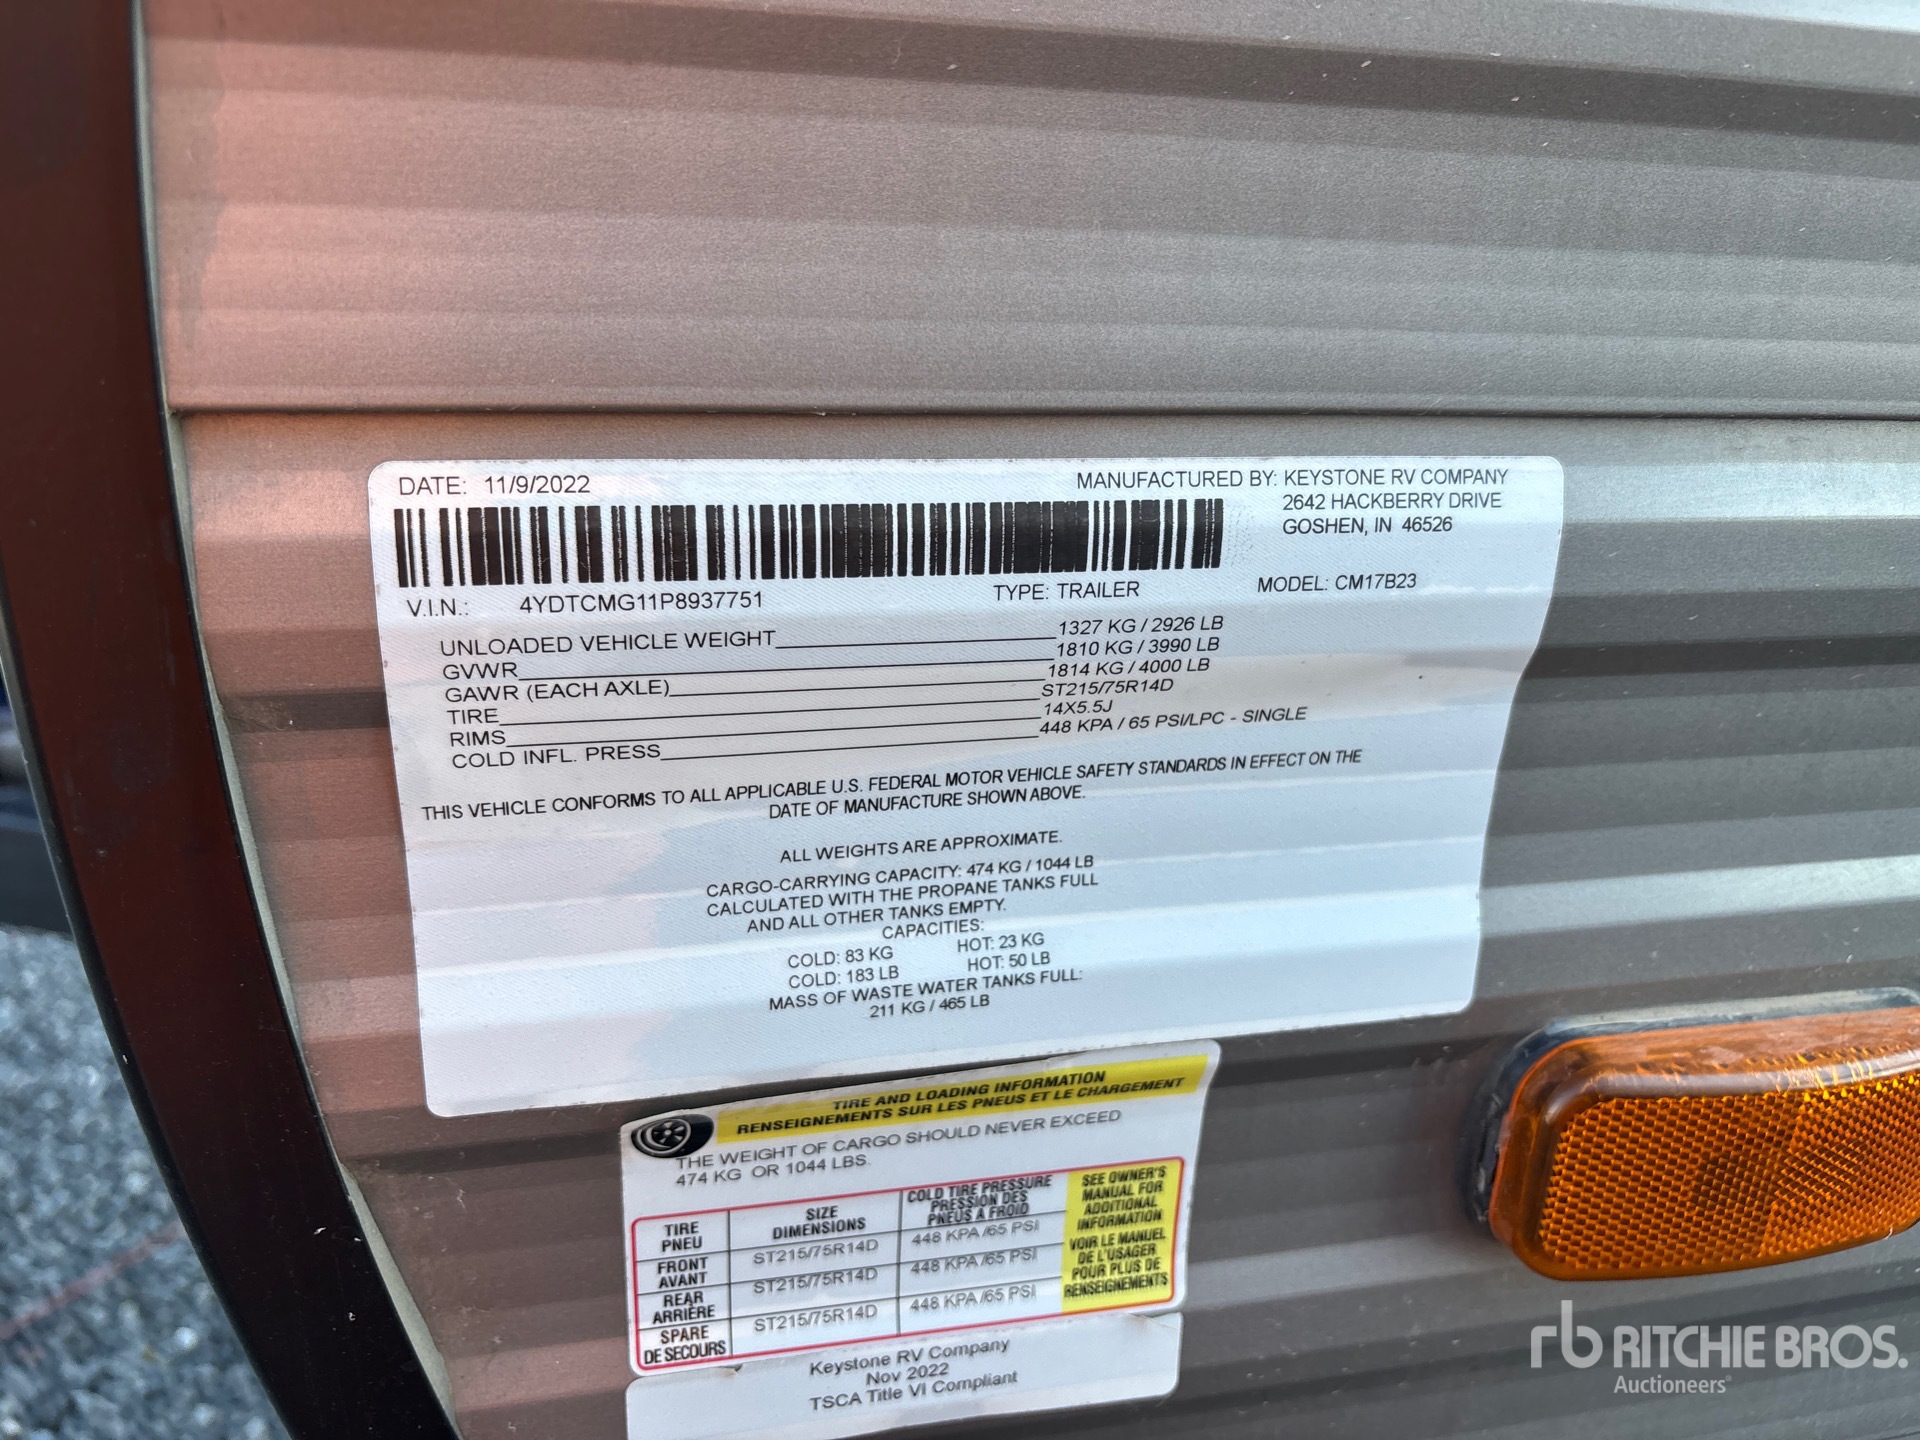 DATE: 11/9/2022
MANUFACTURED BY: KEYSTONE RV COMPANY
2642 HACKBERRY DRIVE
GOSHEN, IN 46526
V.I.N.: 4YDTCMG11P8937751 TYPE: TRAILER MODEL: CM17B23
UNLOADED VEHICLE WEIGHT 1327 KG / 2926 LB
GVWR 1810 KG / 3990 LB
GAWR (EACH AXLE) 1814 KG / 4000 LB
TIRE ST215/75R14D
RIMS 14X5.5J
COLD INFL. PRESS 448 KPA / 65 PSI/LPC - SINGLE
THIS VEHICLE CONFORMS TO ALL APPLICABLE U.S. FEDERAL MOTOR VEHICLE SAFETY STANDARDS IN EFFECT ON THE
DATE OF MANUFACTURE SHOWN ABOVE.
ALL WEIGHTS ARE APPROXIMATE.
CARGO-CARRYING CAPACITY: 474 KG / 1044 LB
CALCULATED WITH THE PROPANE TANKS FULL
AND ALL OTHER TANKS EMPTY.
CAPACITIES:
COLD: 83 KG HOT: 23 KG
COLD: 183 LB HOT: 50 LB
MASS OF WASTE WATER TANKS FULL:
211 KG / 465 LB
TIRE AND LOADING INFORMATION
RENSEIGNEMENTS SUR LES PNEUS ET LE CHARGEMENT
THE WEIGHT OF CARGO SHOULD NEVER EXCEED
474 KG OR 1044 LBS.
TIRE
PNEU
SIZE
DIMENSIONS
COLD TIRE PRESSURE
PRESSION DES
PNEUS A FROID
FRONT
AVANT
ST215/75R14D
448 KPA /65 PSI
REAR
ARRIÈRE
ST215/75R14D
448 KPA /65 PSI
SPARE
DE SECOURS
ST215/75R14D
448 KPA /65 PSI
SEE OWNER'S
MANUAL FOR
ADDITIONAL
INFORMATION
VOIR LE MANUEL
DE L'USAGER
POUR PLUS DE
RENSEIGNEMENTS
Keystone RV Company
Nov 2022
TSCA Title VI Compliant
rb RITCHIE BROS.
Auctioneers